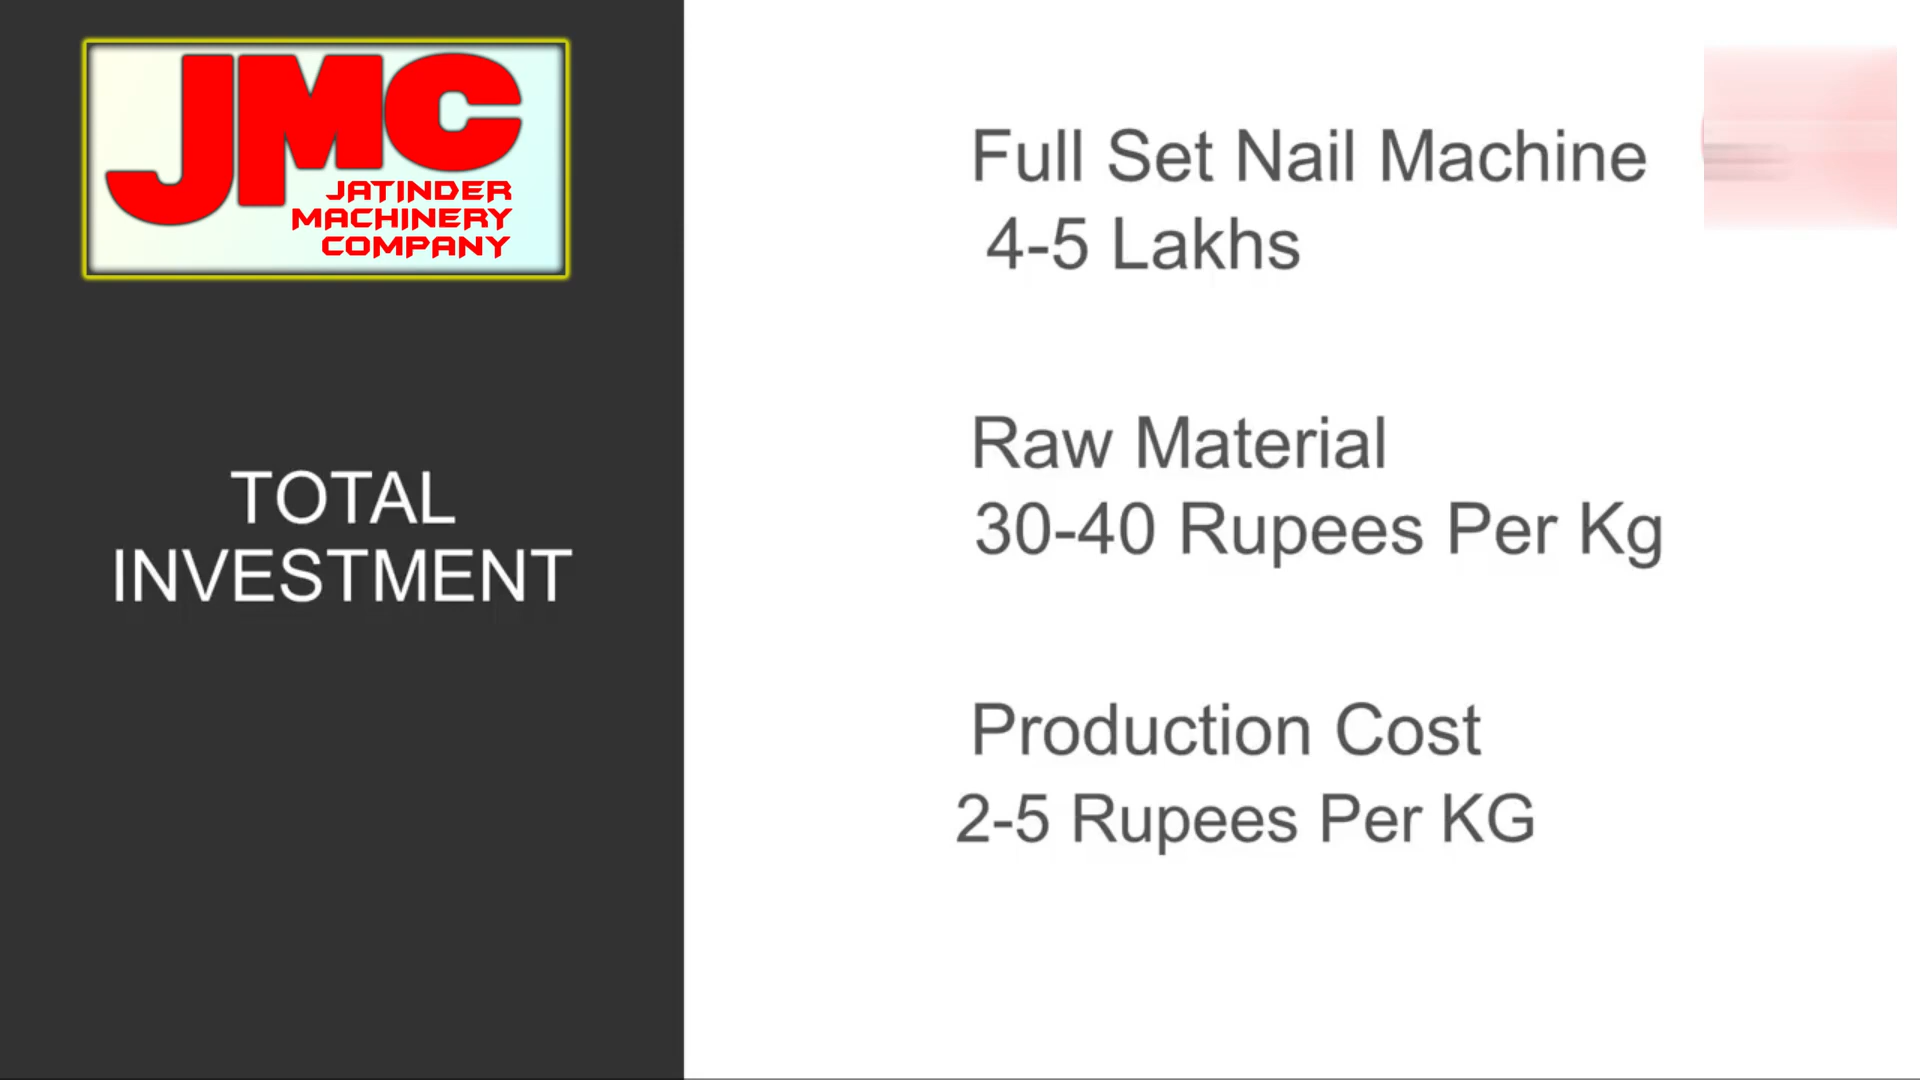 JMC
JATINDER
MACHINERY
COMPANY
TOTAL
INVESTMENT
Full Set Nail Machine
4-5 Lakhs
Raw Material
30-40 Rupees Per Kg
Production Cost
2-5 Rupees Per KG